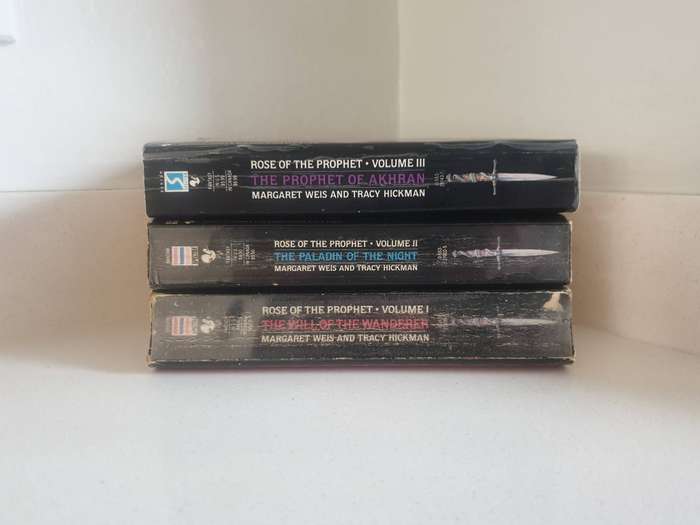 ROSE OF THE PROPHET • VOLUME III
THE PROPHET OF AKHRAN
MARGARET WEIS AND TRACY HICKMAN
ROSE OF THE PROPHET • VOLUME II
THE PALADIN OF THE NIGHT
MARGARET WEIS AND TRACY HICKMAN
ROSE OF THE PROPHET • VOLUME I
THE WILL OF THE WANDERER
MARGARET WEIS AND TRACY HICKMAN